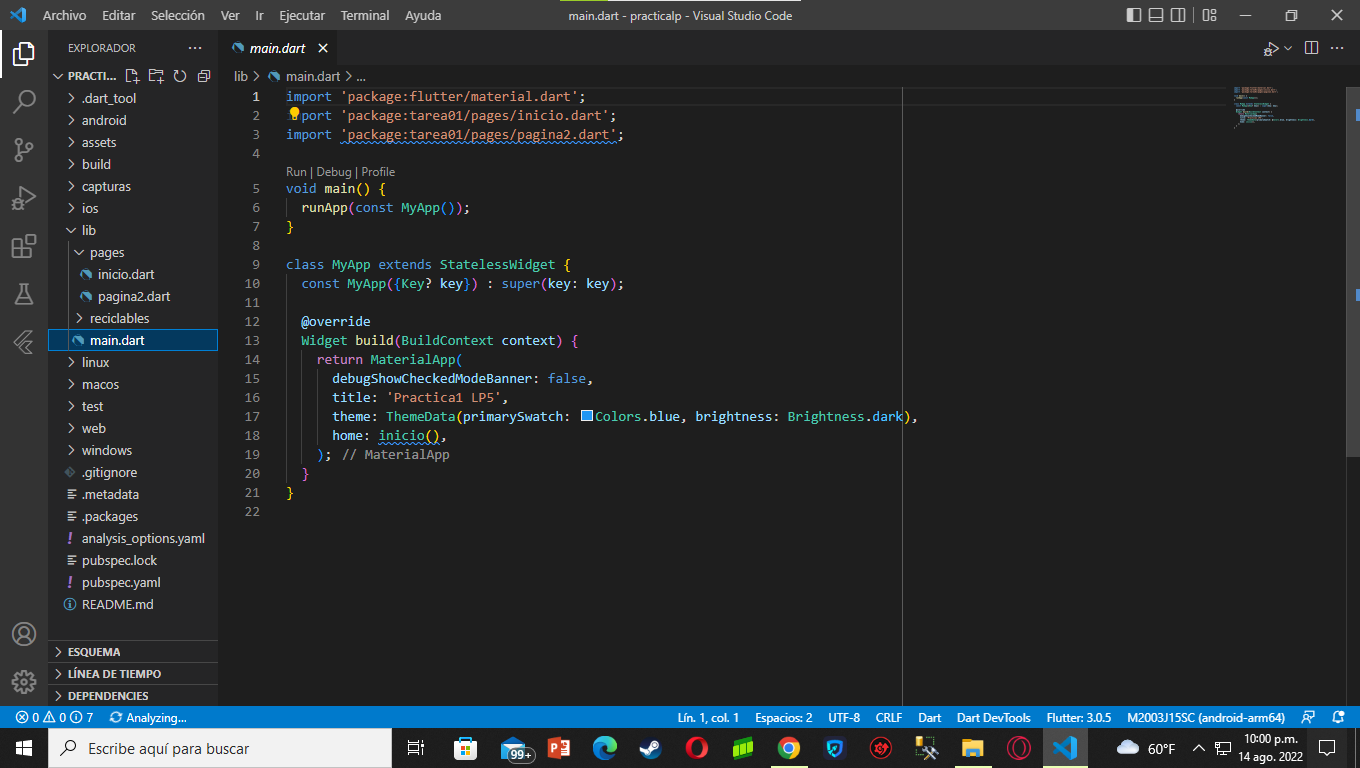 Archivo Editar Selección Ver Ir Ejecutar Terminal Ayuda
main.dart - practicalp - Visual Studio Code
EXPLORADOR
PRACTI...
.dart_tool
android
assets
build
capturas
ios
lib
pages
inicio.dart
pagina2.dart
reciclables
main.dart
linux
macos
test
web
windows
.gitignore
.metadata
.packages
analysis_options.yaml
pubspec.lock
pubspec.yaml
README.md
ESQUEMA
LÍNEA DE TIEMPO
DEPENDENCIES
main.dart
lib > main.dart > ...
1 import 'package:flutter/material.dart';
2 port 'package:tarea01/pages/inicio.dart';
3 import 'package:tarea01/pages/pagina2.dart';
4
Run | Debug | Profile
5 void main() {
6 runApp(const MyApp());
7 }
8
9 class MyApp extends StatelessWidget {
10 const MyApp({Key? key}) : super(key: key);
11
12 @override
13 Widget build(BuildContext context) {
14 return MaterialApp(
15 debugShowCheckedModeBanner: false,
16 title: 'Practica1 LP5',
17 theme: ThemeData(primarySwatch: Colors.blue, brightness: Brightness.dark),
18 home: inicio(),
19 ); // MaterialApp
20 }
21 }
22
0 0 7 Analyzing...
Lín. 1, col. 1 Espacios: 2 UTF-8 CRLF Dart Dart DevTools Flutter: 3.0.5 M2003J15SC (android-arm64)
Escribe aquí para buscar
99+
60°F
10:00 p.m.
14 ago. 2022